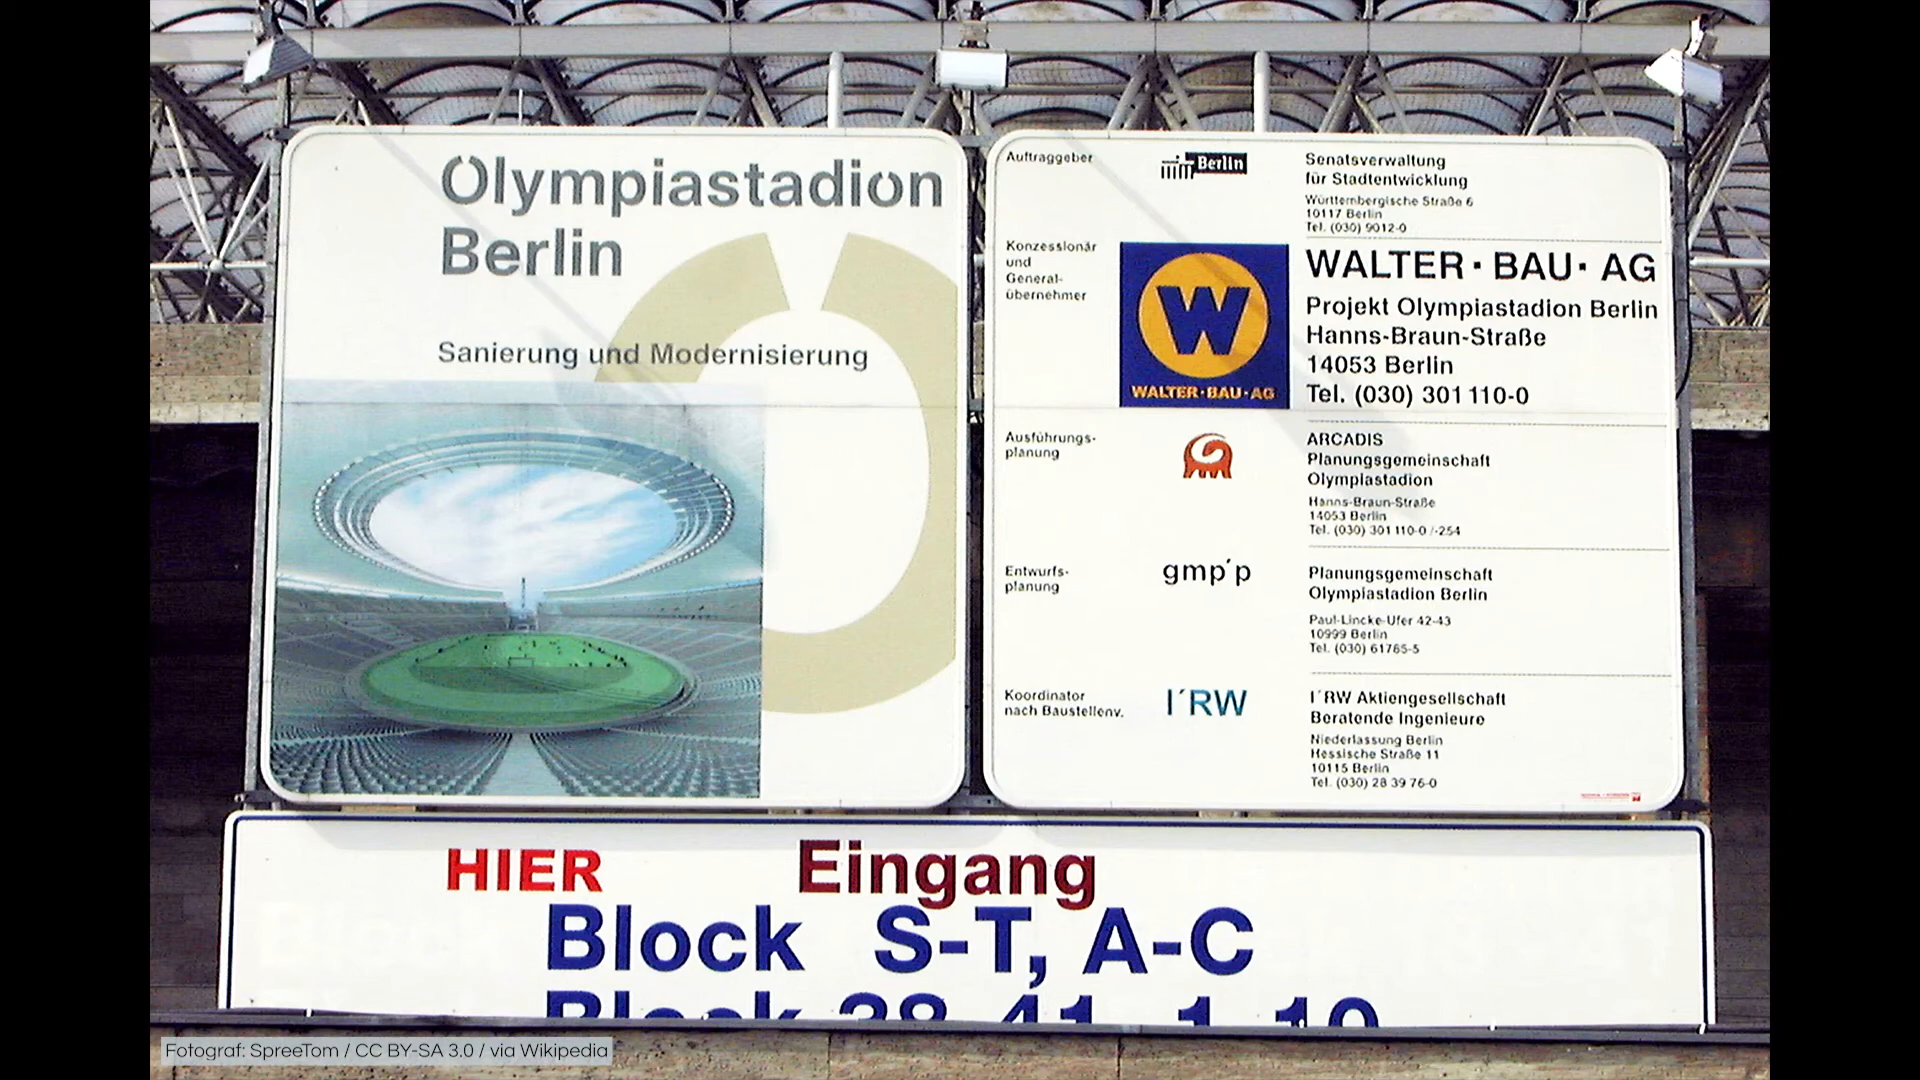 Olympiastadion
Berlin
Sanierung und Modernisierung
Auftraggeber
Berlin
Senatsverwaltung
für Stadtentwicklung
Württembergische Straße 6
10117 Berlin
Tel. (030) 9012-0
Konzessionär
und
General-
übernehmer
WALTER·BAU·AG
WALTER·BAU·AG
Projekt Olympiastadion Berlin
Hanns-Braun-Straße
14053 Berlin
Tel. (030) 301 110-0
Ausführungs-
planung
ARCADIS
Planungsgemeinschaft
Olympiastadion
Hanns-Braun-Straße
14053 Berlin
Tel. (030) 301 110-0 /-254
Entwurfs-
planung
gmp´p
Planungsgemeinschaft
Olympiastadion Berlin
Paul-Lincke-Ufer 42-43
10999 Berlin
Tel. (030) 61765-5
Koordinator
nach Baustellenv.
I´RW
I´RW Aktiengesellschaft
Beratende Ingenieure
Niederlassung Berlin
Hessische Straße 11
10115 Berlin
Tel. (030) 28 39 76-0
HIER Eingang
Block S-T, A-C
Block 38-41, 1-10
Fotograf: SpreeTom / CC BY-SA 3.0 / via Wikipedia